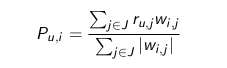 P_{u,i} = \frac{\sum_{j \in J} r_{u,j} w_{i,j}}{\sum_{j \in J} |w_{i,j}|}